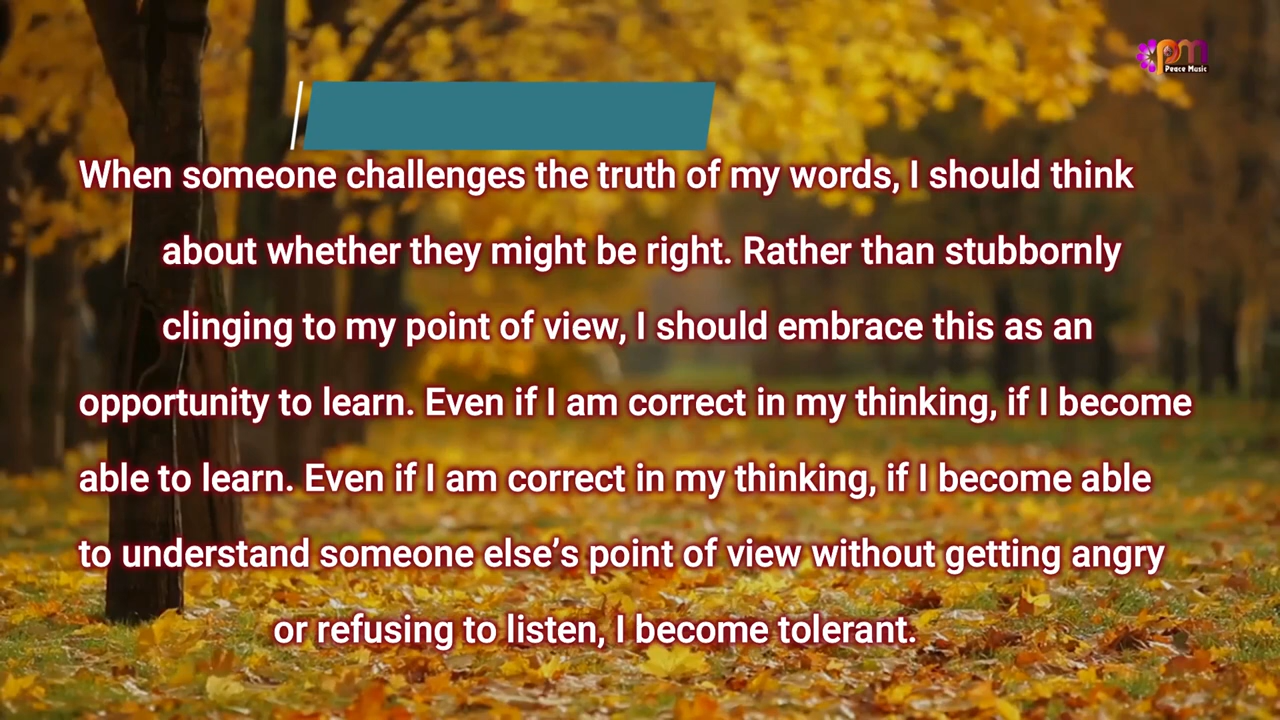 pm
Peace Music
When someone challenges the truth of my words, I should think
about whether they might be right. Rather than stubbornly
clinging to my point of view, I should embrace this as an
opportunity to learn. Even if I am correct in my thinking, if I become
able to learn. Even if I am correct in my thinking, if I become able
to understand someone else’s point of view without getting angry
or refusing to listen, I become tolerant.